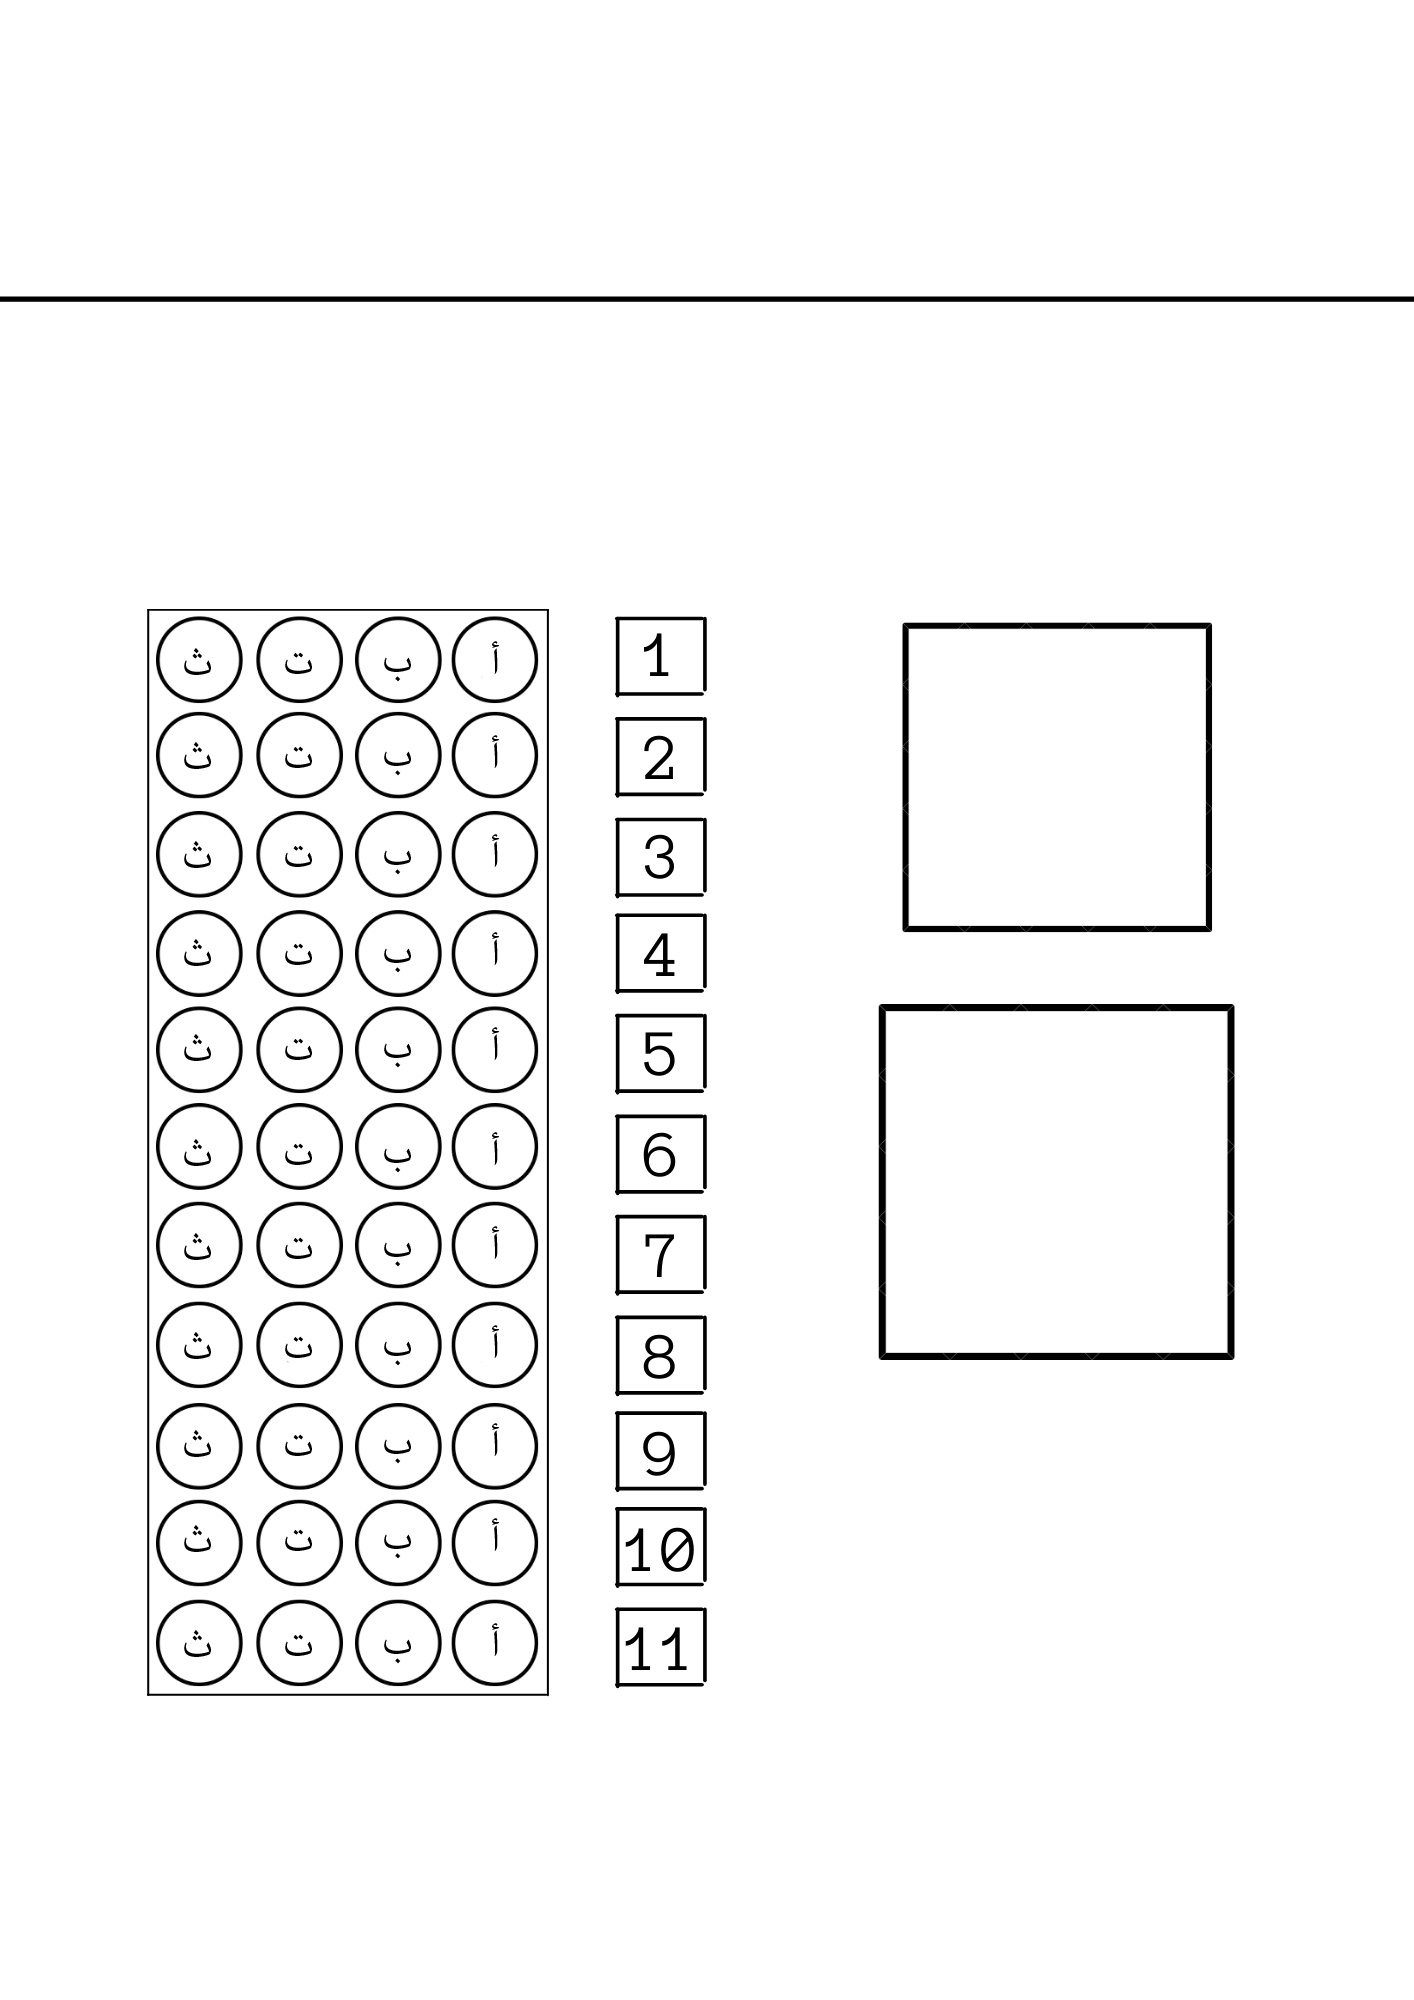 أ ب ت ث 1
أ ب ت ث 2
أ ب ت ث 3
أ ب ت ث 4
أ ب ت ث 5
أ ب ت ث 6
أ ب ت ث 7
أ ب ت ث 8
أ ب ت ث 9
أ ب ت ث 10
أ ب ت ث 11